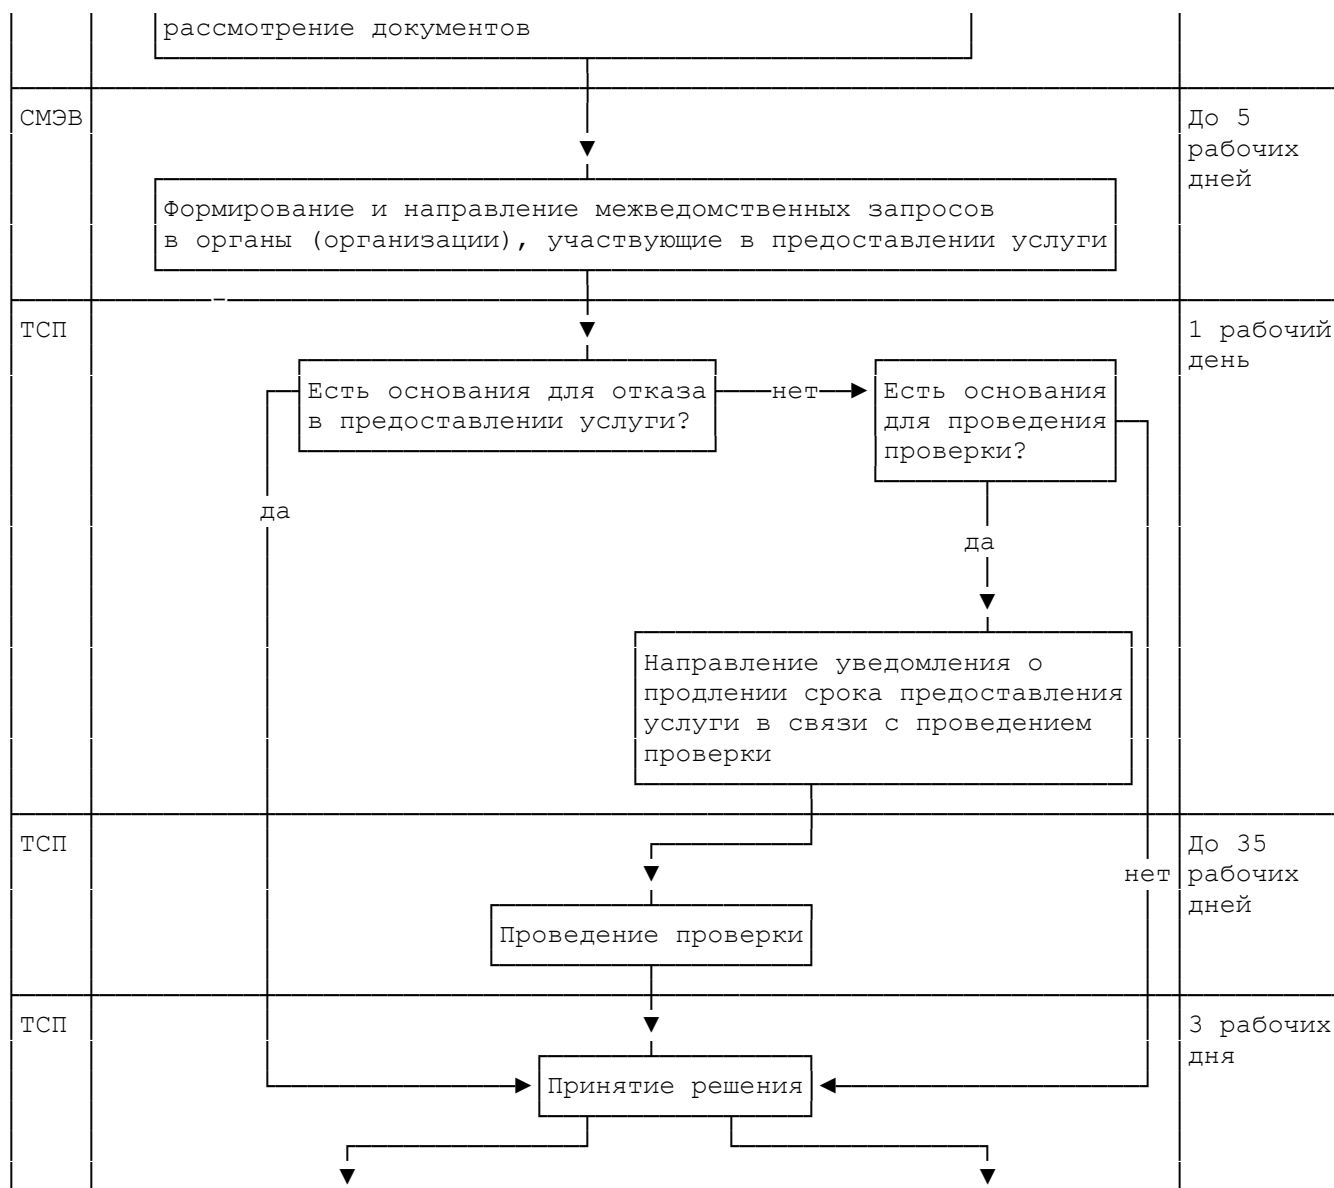 рассмотрение документов
СМЭВ
До 5
рабочих
дней
Формирование и направление межведомственных запросов
в органы (организации), участвующие в предоставлении услуги
ТСП
1 рабочий
день
Есть основания для отказа
в предоставлении услуги?
нет
Есть основания
для проведения
проверки?
да
да
Направление уведомления о
продлении срока предоставления
услуги в связи с проведением
проверки
ТСП
До 35
рабочих
дней
нет
Проведение проверки
ТСП
3 рабочих
дня
Принятие решения